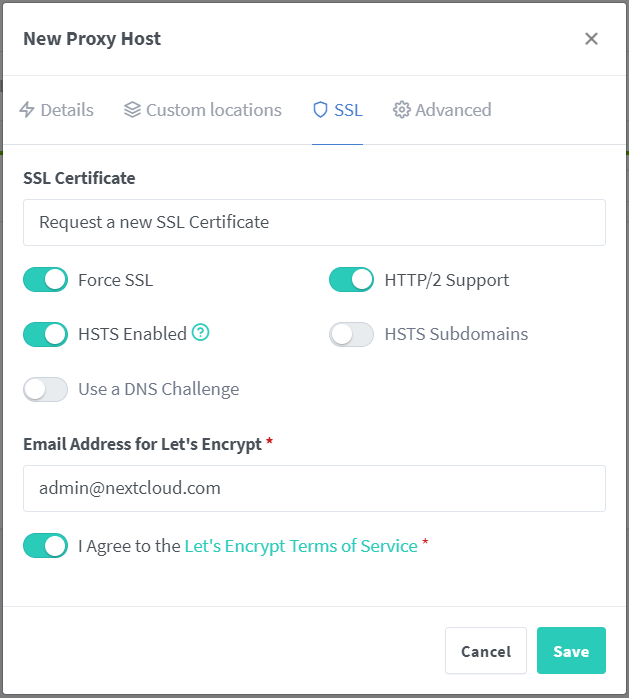 New Proxy Host
Details Custom locations SSL Advanced
SSL Certificate
Request a new SSL Certificate
Force SSL HTTP/2 Support
HSTS Enabled HSTS Subdomains
Use a DNS Challenge
Email Address for Let's Encrypt *
admin@nextcloud.com
I Agree to the Let's Encrypt Terms of Service *
Cancel Save